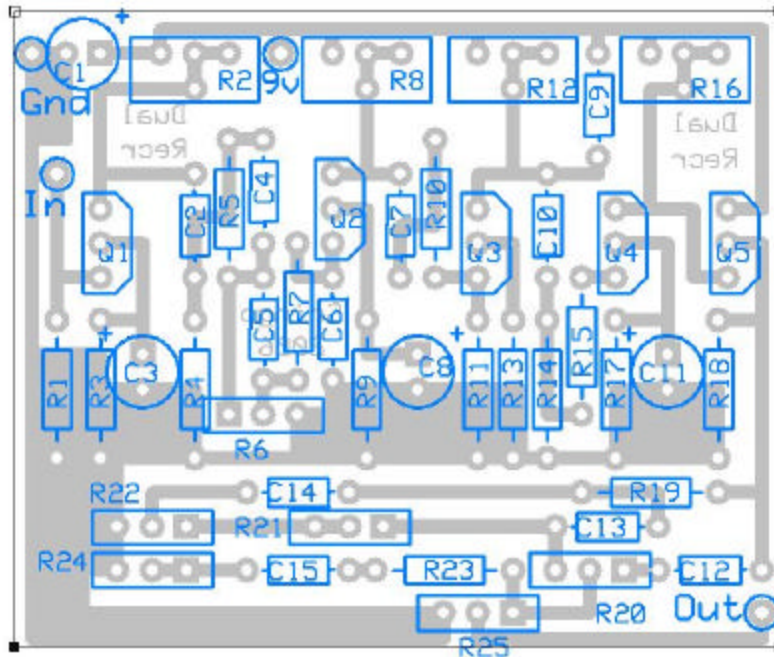 +
C1
R2
9v
R8
R12
C9
R16
Gnd
Dual
Recr
Dual
Recr
In
C2
R5
C4
Q2
C7
R10
C10
Q1
Q3
Q4
Q5
C5
R7
C6
R15
+
+
+
R1
R3
C3
R4
R9
C8
R11
R13
R14
R17
C11
R18
R6
R22
C14
R19
R21
C13
R24
C15
R23
C12
R20
Out
R25